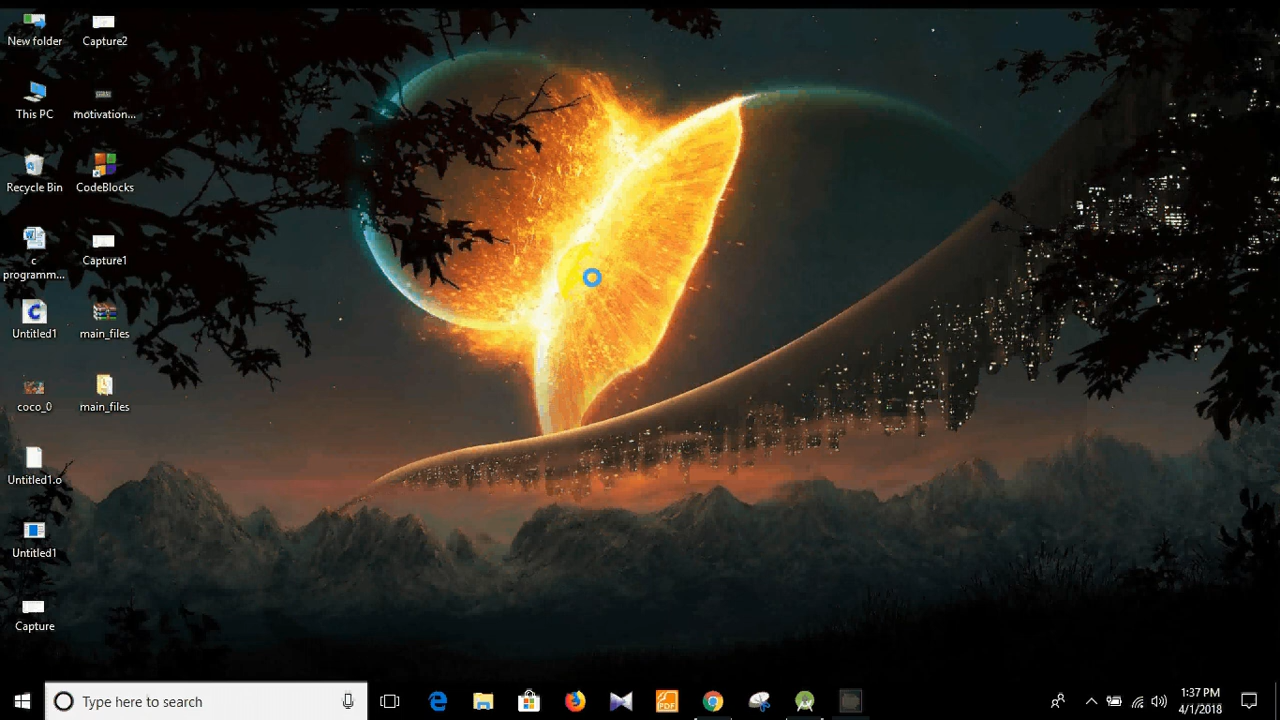 New folder
Capture2
This PC
motivation...
Recycle Bin
CodeBlocks
c
programm...
Capture1
Untitled1
main_files
coco_0
main_files
Untitled1.o
Untitled1
Capture
Type here to search
PDF
1:37 PM
4/1/2018